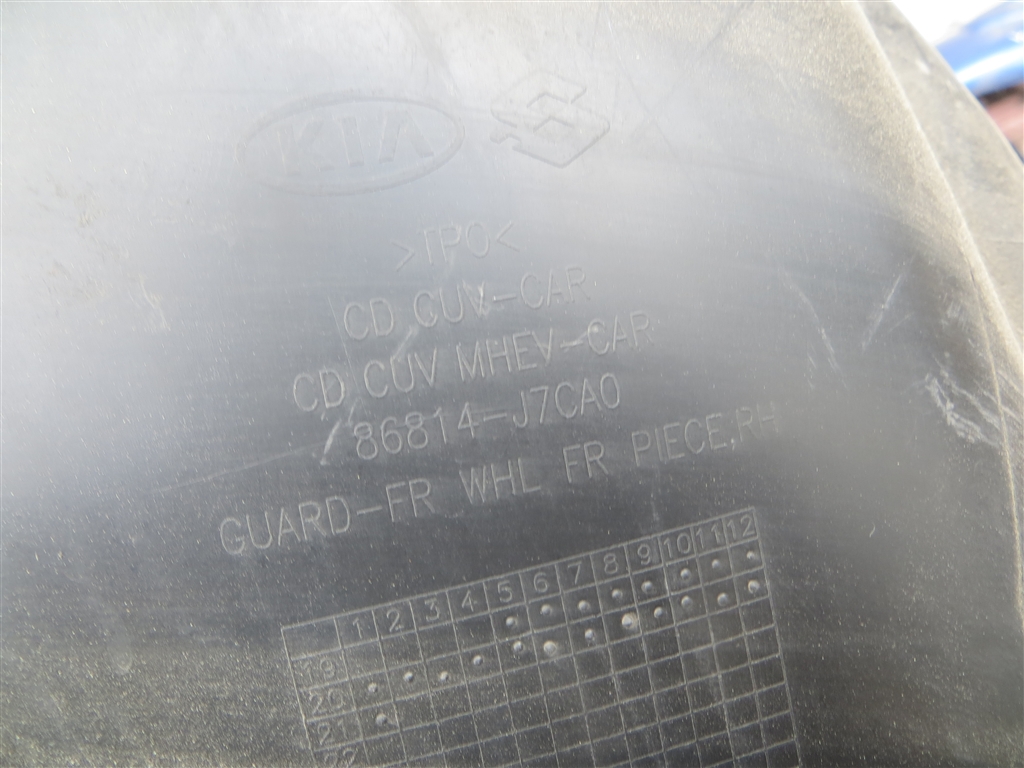 KIA
>TPO<
CD CUV-CAR
CD CUV MHEV-CAR
86814-J7CA0
GUARD-FR WHL FR PIECE,RH
1 2 3 4 5 6 7 8 9 10 11 12
19
20
21
22